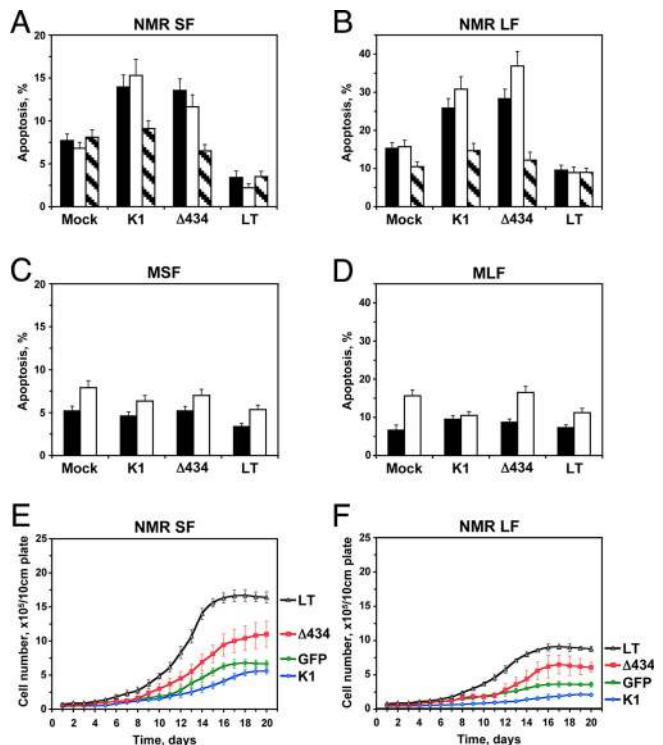 A NMR SF
Apoptosis, %
20
15
10
5
0
Mock K1 Δ434 LT
B NMR LF
Apoptosis, %
40
30
20
10
0
Mock K1 Δ434 LT
C MSF
Apoptosis, %
20
15
10
5
0
Mock K1 Δ434 LT
D MLF
Apoptosis, %
40
30
20
10
0
Mock K1 Δ434 LT
E NMR SF
Cell number, x10⁵/10cm plate
25
20
15
10
5
0
LT
Δ434
GFP
K1
0 2 4 6 8 10 12 14 16 18 20
Time, days
F NMR LF
Cell number, x10⁵/10cm plate
25
20
15
10
5
0
LT
Δ434
GFP
K1
0 2 4 6 8 10 12 14 16 18 20
Time, days